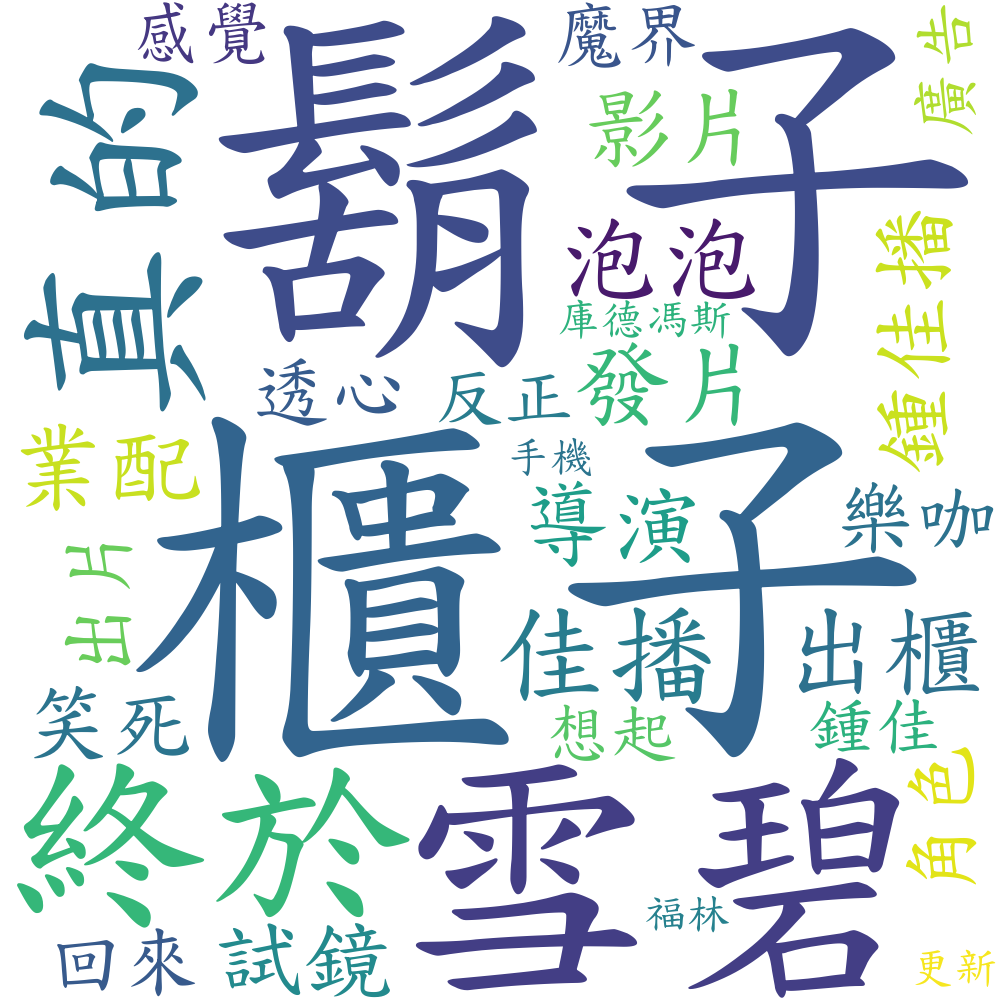 感覺
魔界
廣告
真的
鬍子
影片
泡泡
鍾佳播
庫德馮斯
透心
反正
發片
業配
櫃子
手機
導演
樂咖
出片
佳播
出櫃
笑死
想起
鍾佳
終於
雪碧
角色
福林
回來
試鏡
更新